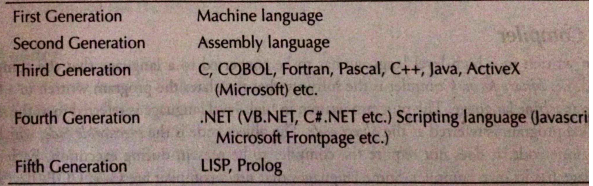 First Generation Machine language
Second Generation Assembly language
Third Generation C, COBOL, Fortran, Pascal, C++, Java, ActiveX
(Microsoft) etc.
Fourth Generation .NET (VB.NET, C#.NET etc.) Scripting language (Javascri
Microsoft Frontpage etc.)
Fifth Generation LISP, Prolog